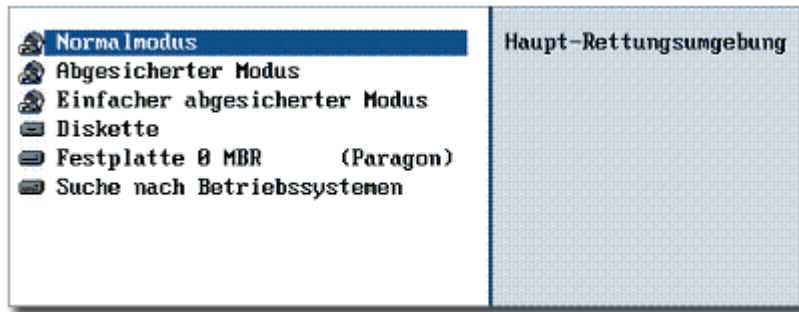 Normalmodus
Abgesicherter Modus
Einfacher abgesicherter Modus
Diskette
Festplatte 0 MBR (Paragon)
Suche nach Betriebssystemen
Haupt-Rettungsumgebung